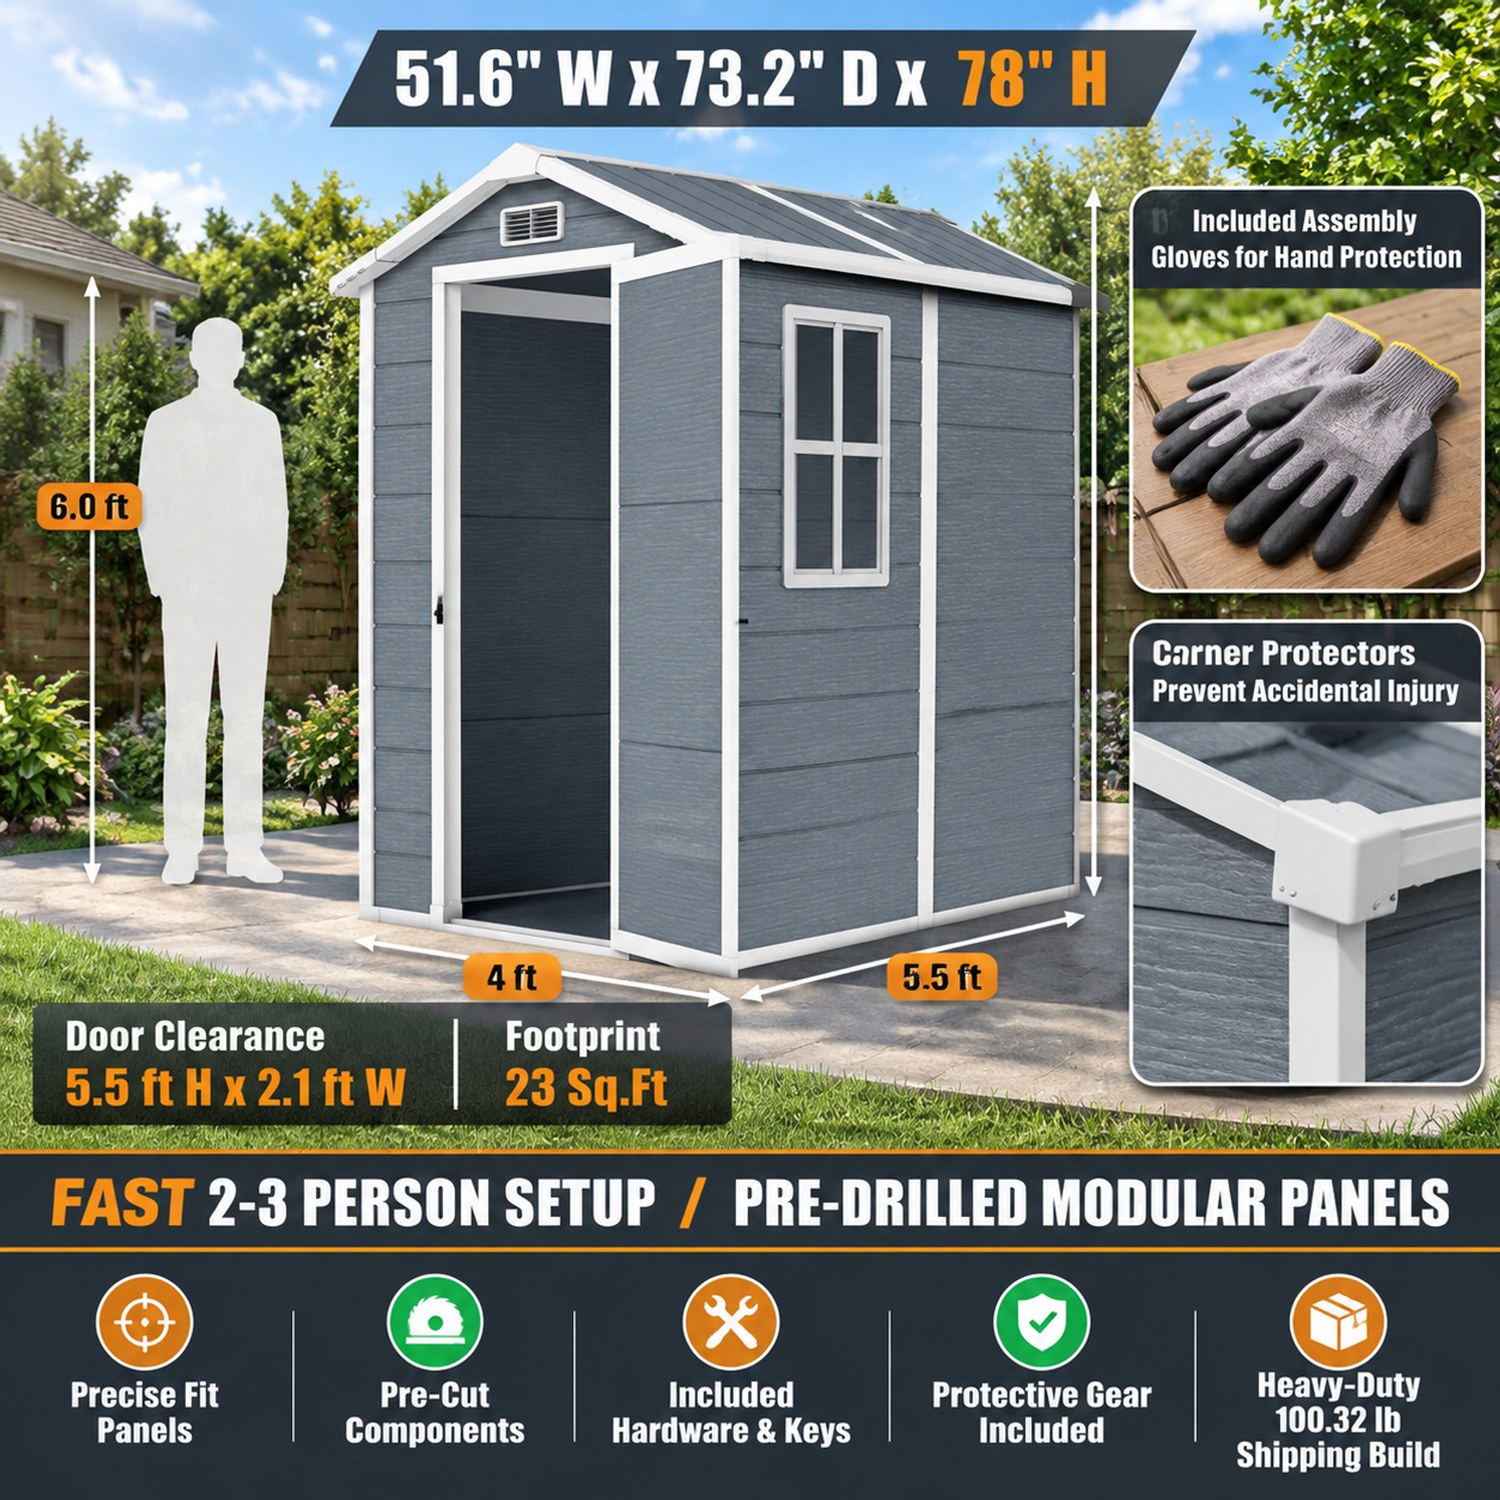 51.6" W x 73.2" D x 78" H
Included Assembly
Gloves for Hand Protection
6.0 ft
Corner Protectors
Prevent Accidental Injury
4 ft
5.5 ft
Door Clearance
5.5 ft H x 2.1 ft W
Footprint
23 Sq.Ft
FAST 2-3 PERSON SETUP / PRE-DRILLED MODULAR PANELS
Precise Fit
Panels
Pre-Cut
Components
Included
Hardware & Keys
Protective Gear
Included
Heavy-Duty
100.32 lb
Shipping Build